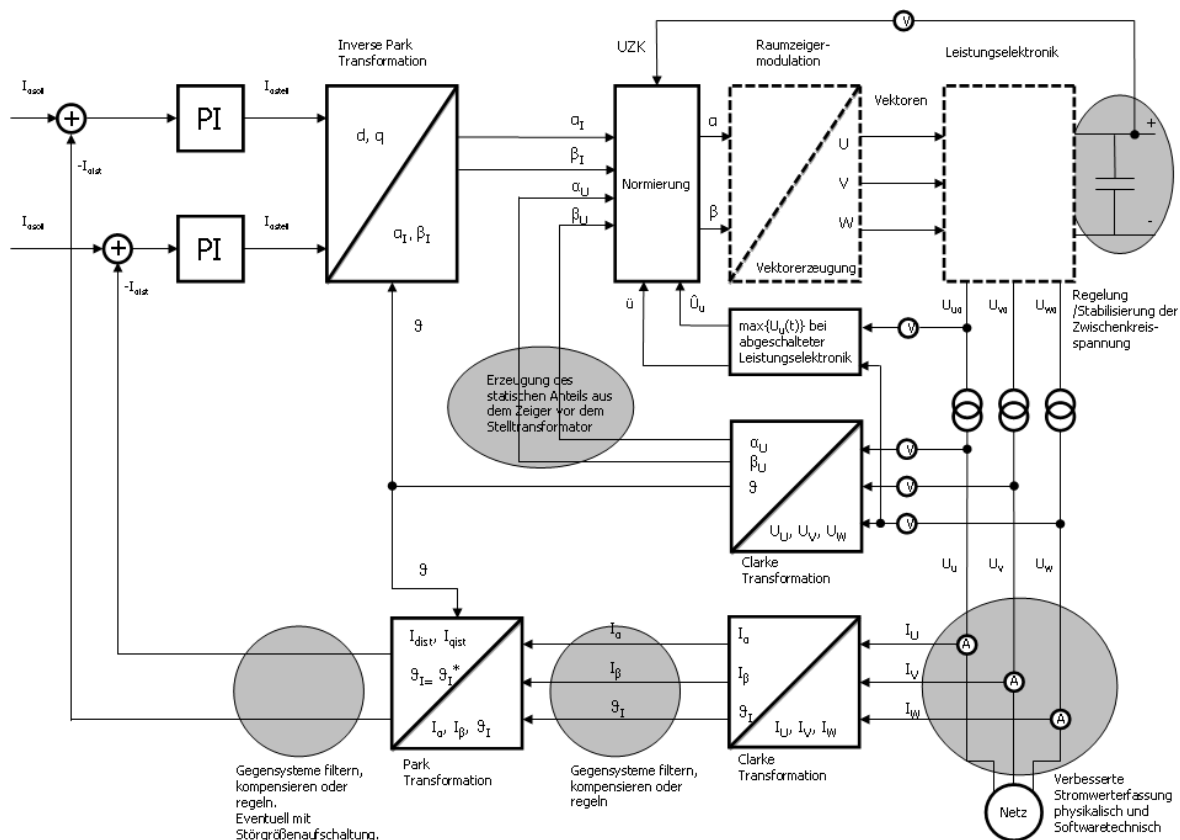 Inverse Park
Transformation
UZK
Raumzeiger-
modulation
Leistungselektronik
V
I_dsoll
PI
I_dstell
d, q
α_I, β_I
-I_dist
I_qsoll
PI
I_qstell
-I_qist
α_I
β_I
α_U
β_U
Normierung
α
β
Vektorerzeugung
Vektoren
U
V
W
+
-
ϑ
ü
Û_u
max{U_u(t)} bei
abgeschalteter
Leistungselektronik
V
U_ua
U_va
U_wa
Regelung
/Stabilisierung der
Zwischenkreis-
spannung
Erzeugung des
statischen Anteils aus
dem Zeiger vor dem
Stelltransformator
α_U
β_U
ϑ
U_U, U_V, U_W
V
V
V
Clarke
Transformation
U_u
U_v
U_w
ϑ
I_dist, I_qist
ϑ_I= ϑ_I*
I_α, I_β, ϑ_I
Park
Transformation
I_α
I_β
ϑ_I
I_α
I_β
ϑ_I
I_U, I_V, I_W
Clarke
Transformation
I_U
I_V
I_W
A
A
A
Netz
Gegensysteme filtern,
kompensieren oder
regeln.
Eventuell mit
Störgrößenaufschaltung.
Gegensysteme filtern,
kompensieren oder
regeln
Verbesserte
Stromwerterfassung
physikalisch und
Softwaretechnisch